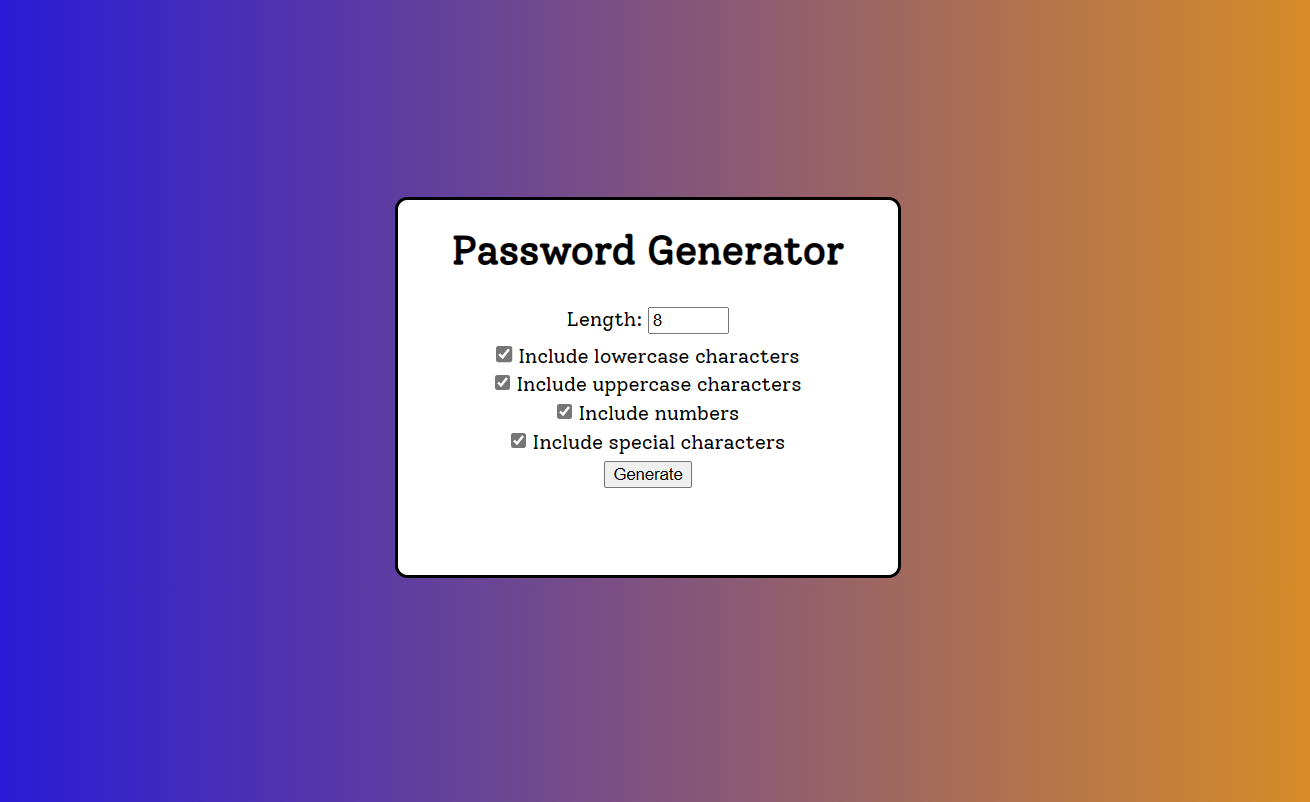 Password Generator
Length: 8
Include lowercase characters
Include uppercase characters
Include numbers
Include special characters
Generate